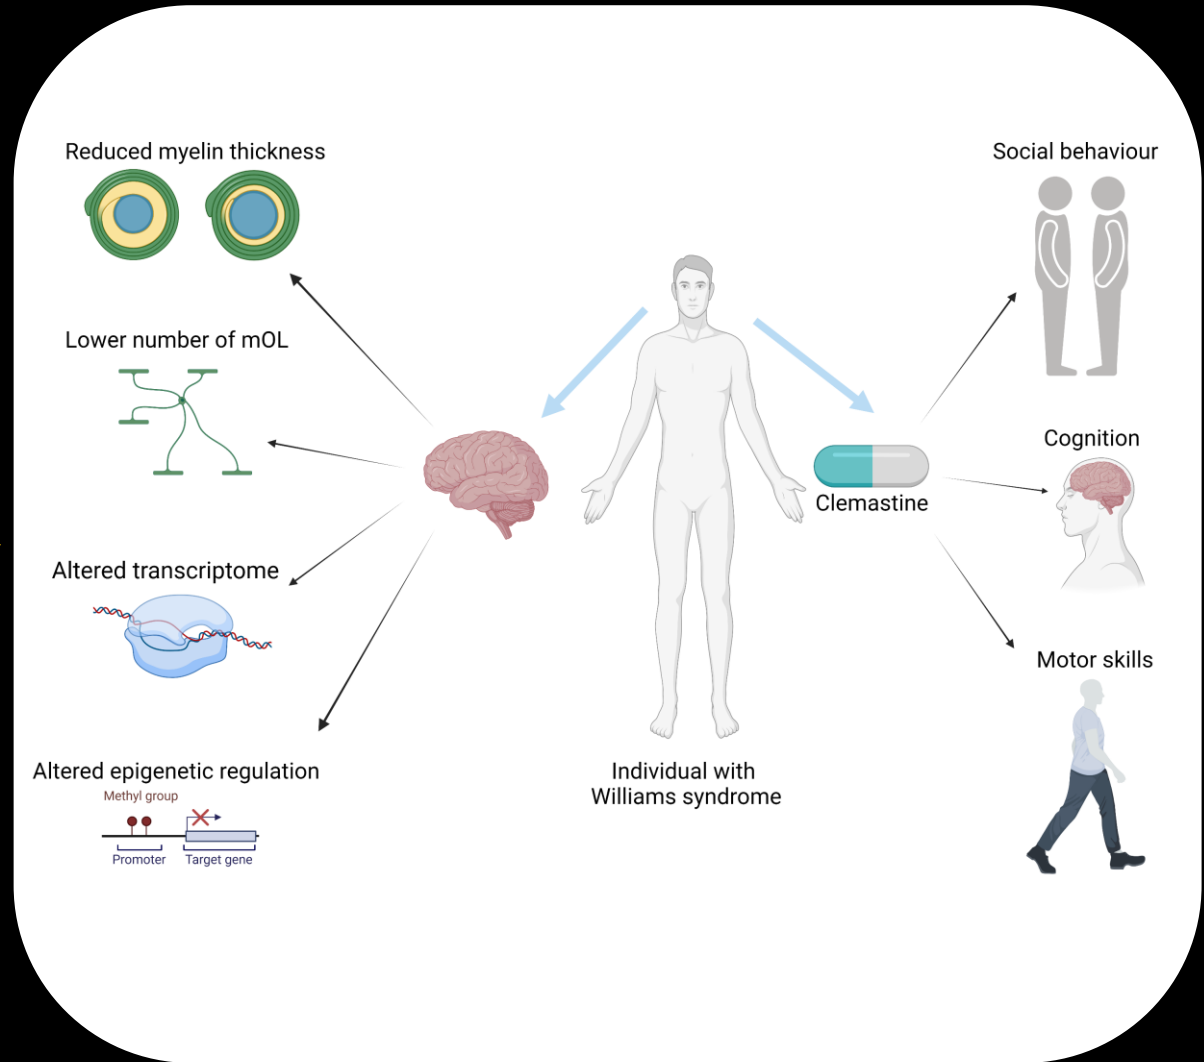 Reduced myelin thickness
Lower number of mOL
Altered transcriptome
Altered epigenetic regulation
Methyl group
Promoter
Target gene
Individual with
Williams syndrome
Clemastine
Social behaviour
Cognition
Motor skills